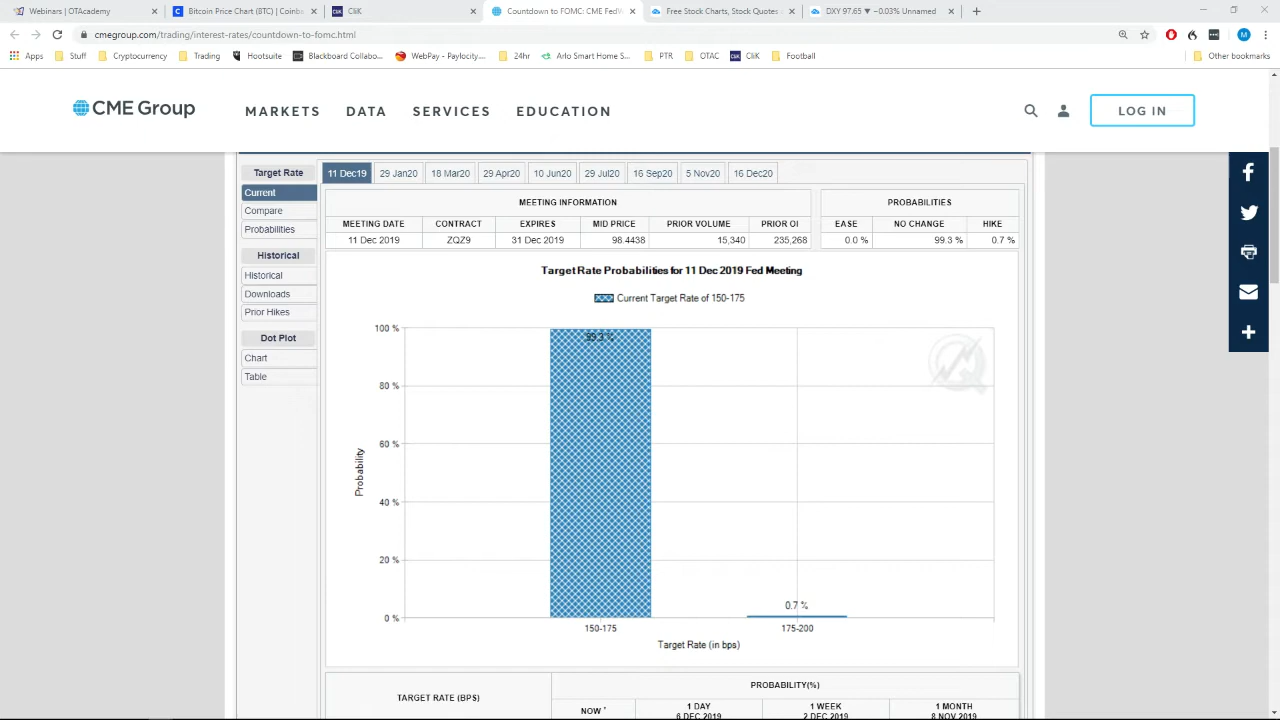 Webinars | OTAcademy
Bitcoin Price Chart (BTC) | Coinb
CliK
Countdown to FOMC: CME FedW
Free Stock Charts, Stock Quotes
DXY 97.65 ▼ -0.03% Unnamed
cmegroup.com/trading/interest-rates/countdown-to-fomc.html
Apps Stuff Cryptocurrency Trading Hootsuite Blackboard Collabo... WebPay - Paylocity... 24hr Arlo Smart Home S... PTR OTAC CliK Football Other bookmarks
CME Group MARKETS DATA SERVICES EDUCATION LOG IN
Target Rate
Current
Compare
Probabilities
Historical
Historical
Downloads
Prior Hikes
Dot Plot
Chart
Table
11 Dec19 29 Jan20 18 Mar20 29 Apr20 10 Jun20 29 Jul20 16 Sep20 5 Nov20 16 Dec20
MEETING INFORMATION
MEETING DATE CONTRACT EXPIRES MID PRICE PRIOR VOLUME PRIOR OI
11 Dec 2019 ZQZ9 31 Dec 2019 98.4438 15,340 235,268
PROBABILITIES
EASE NO CHANGE HIKE
0.0 % 99.3 % 0.7 %
Target Rate Probabilities for 11 Dec 2019 Fed Meeting
Current Target Rate of 150-175
100 %
80 %
60 %
40 %
20 %
0 %
Probability
99.3 %
0.7 %
150-175 175-200
Target Rate (in bps)
TARGET RATE (BPS)
PROBABILITY(%)
NOW *
1 DAY
6 DEC 2019
1 WEEK
2 DEC 2019
1 MONTH
8 NOV 2019